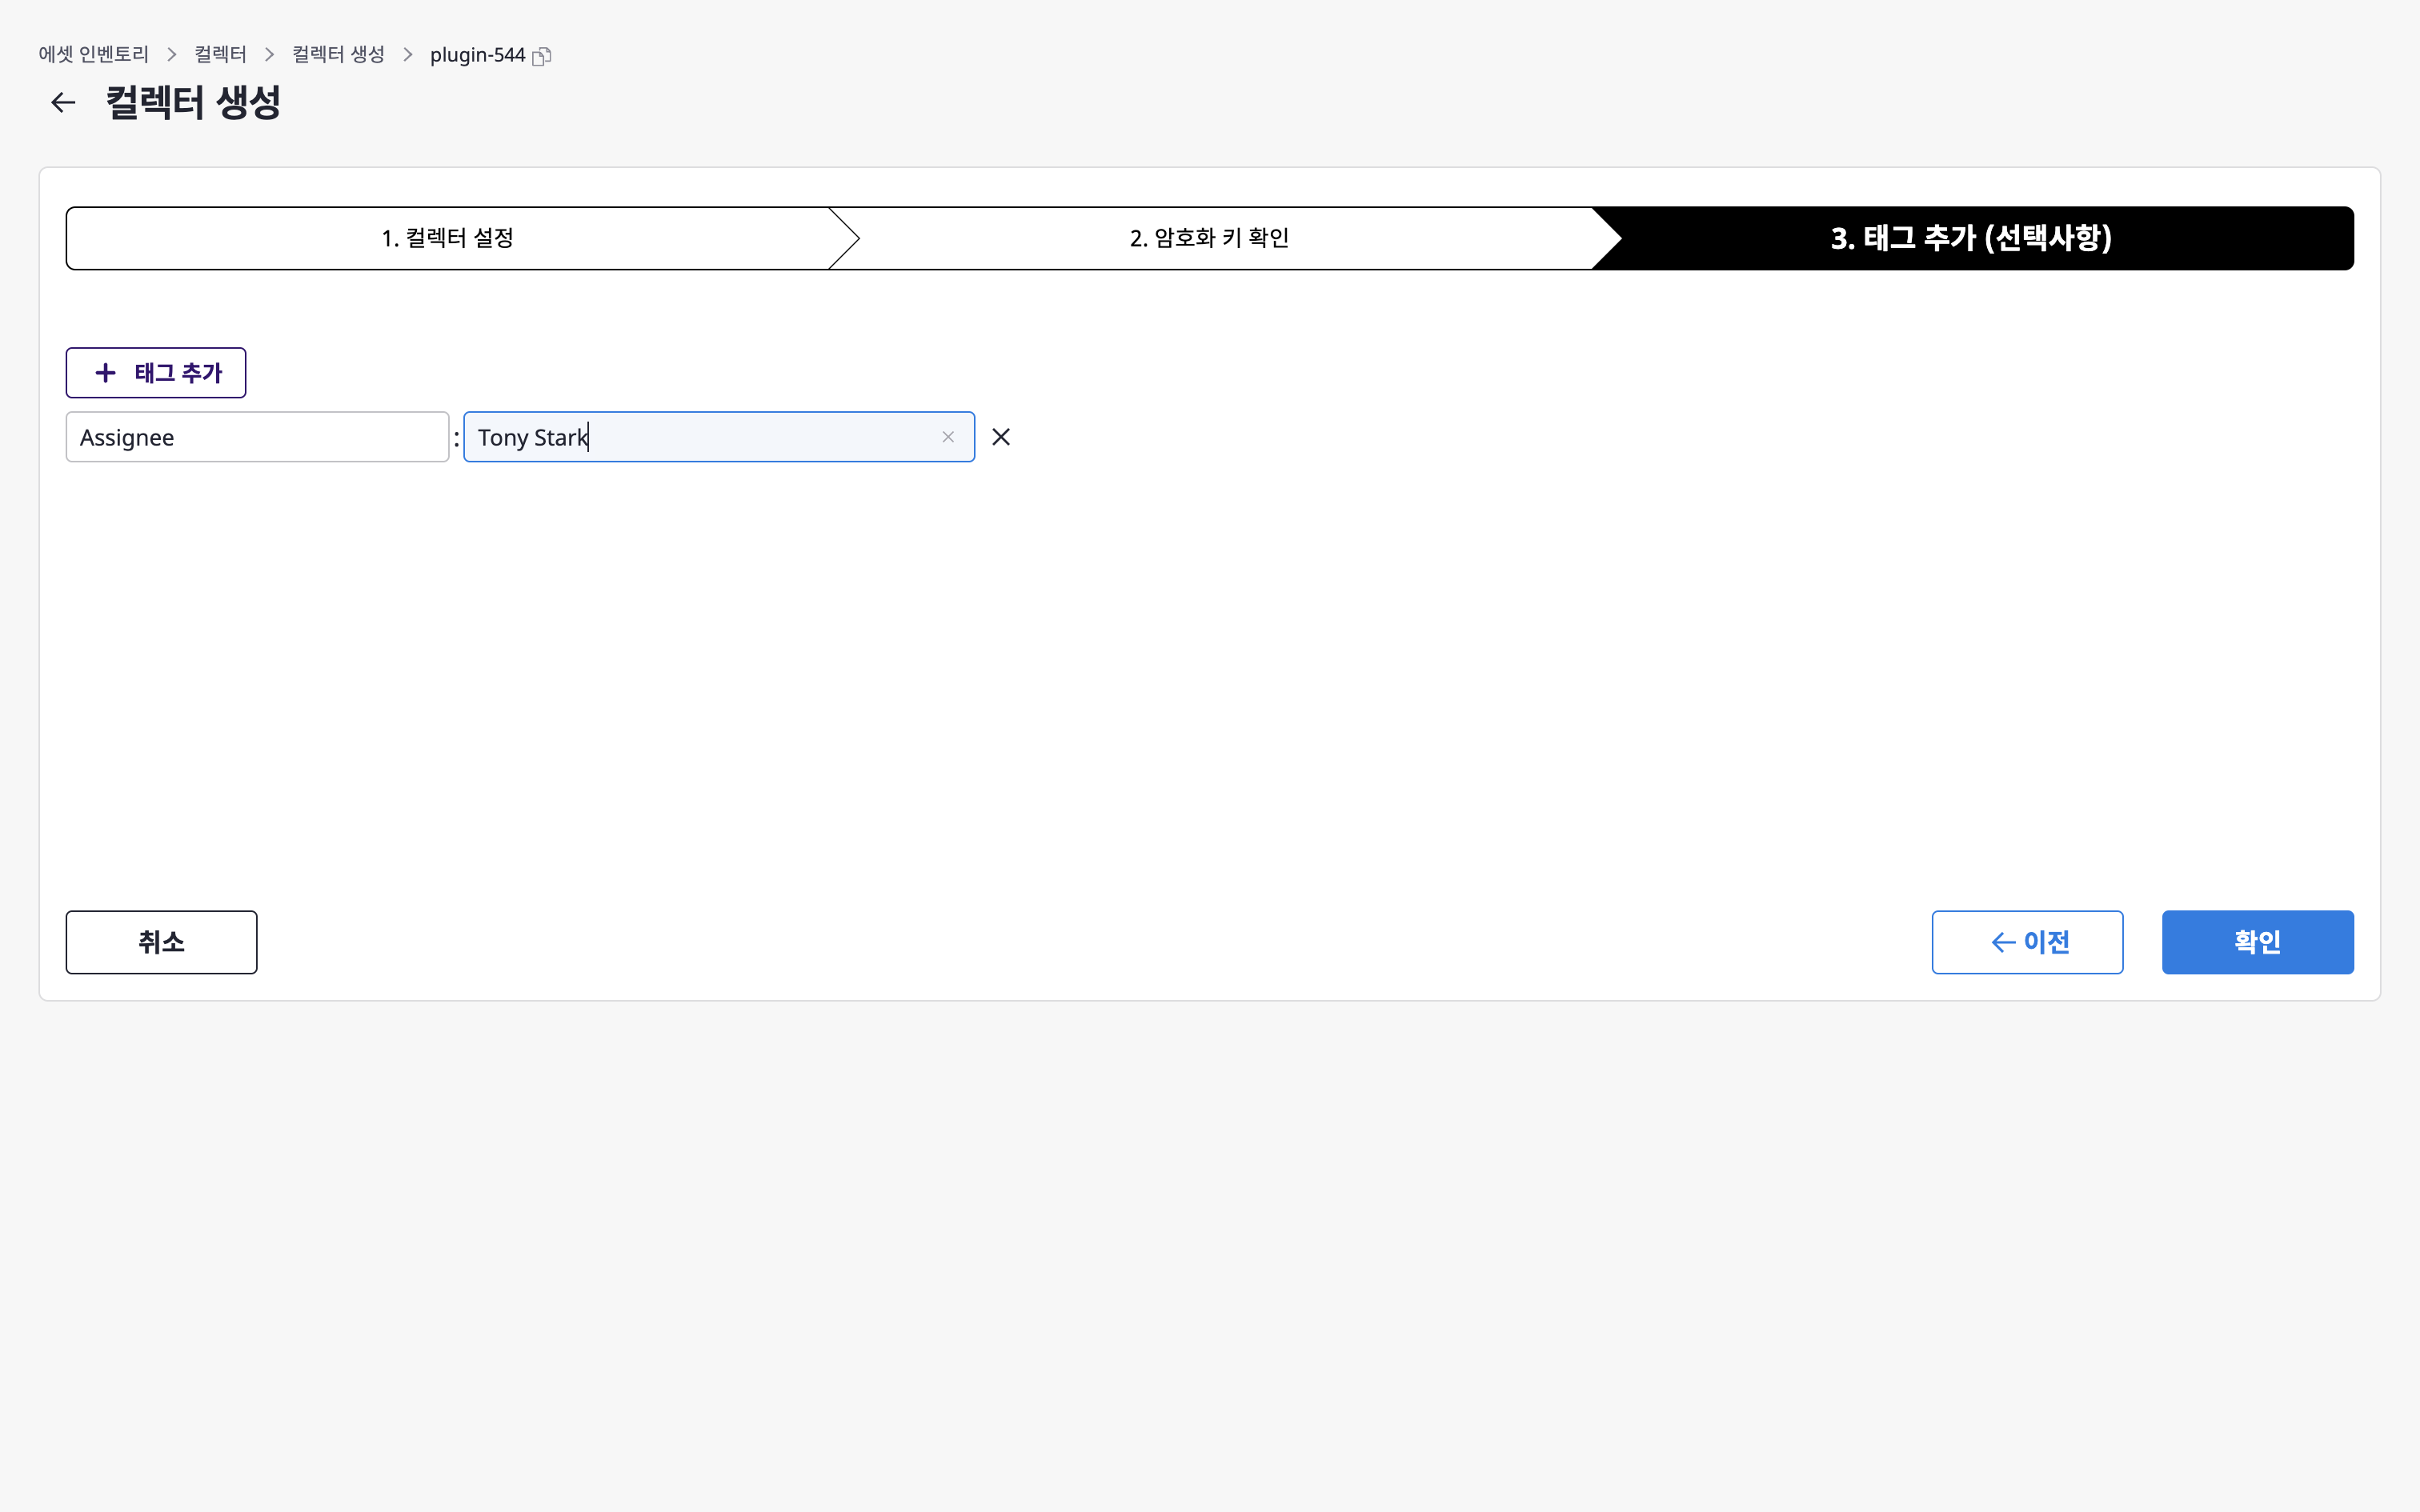 에셋 인벤토리 > 컬렉터 > 컬렉터 생성 > plugin-544
컬렉터 생성
1. 컬렉터 설정
2. 암호화 키 확인
3. 태그 추가 (선택사항)
+ 태그 추가
Assignee : Tony Stark
취소
← 이전
확인